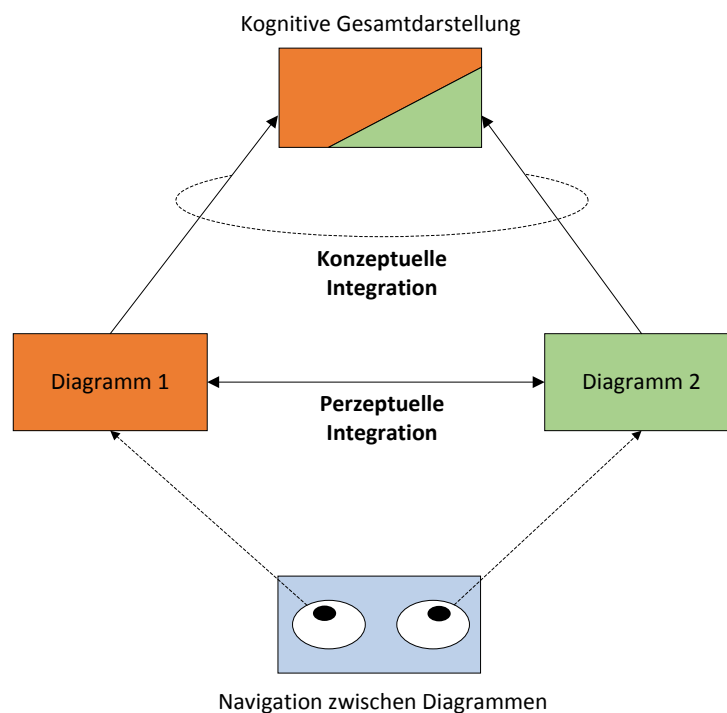 Kognitive Gesamtdarstellung
Konzeptuelle
Integration
Diagramm 1
Diagramm 2
Perzeptuelle
Integration
Navigation zwischen Diagrammen